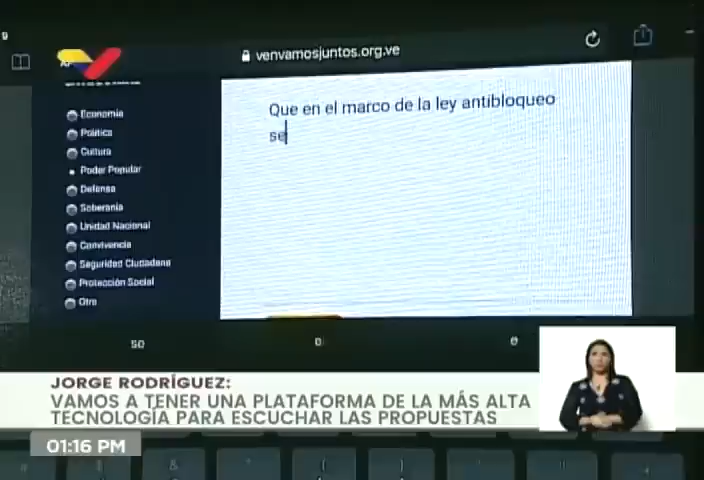 9
venvamosjuntos.org.ve
Que en el marco de la ley antibloqueo
se
Economía
Política
Cultura
Poder Popular
Defensa
Soberanía
Unidad Nacional
Convivencia
Seguridad Ciudadana
Protección Social
Otro
so
JORGE RODRÍGUEZ:
VAMOS A TENER UNA PLATAFORMA DE LA MÁS ALTA
TECNOLOGÍA PARA ESCUCHAR LAS PROPUESTAS
01:16 PM